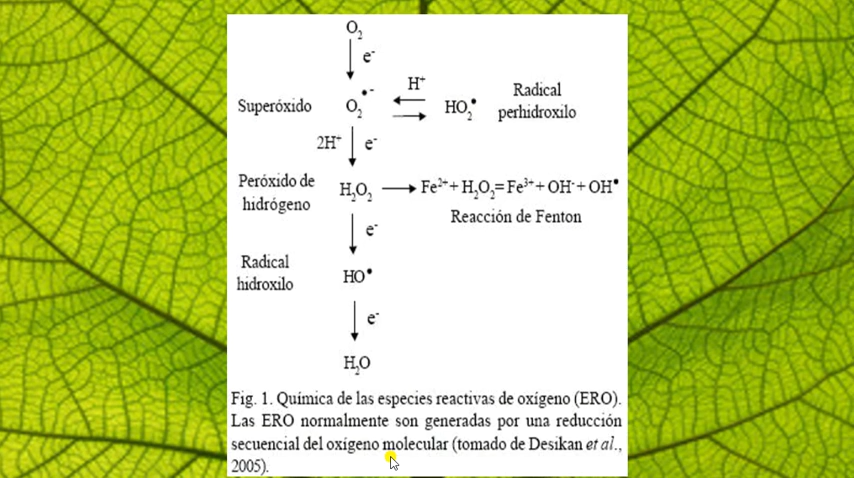 O₂
e⁻
H⁺
Superóxido O₂•⁻ HO₂• Radical perhidroxilo
2H⁺ e⁻
Peróxido de hidrógeno H₂O₂ Fe²⁺ + H₂O₂= Fe³⁺ + OH⁻ + OH•
Reacción de Fenton
e⁻
Radical hidroxilo HO•
e⁻
H₂O
Fig. 1. Química de las especies reactivas de oxígeno (ERO).
Las ERO normalmente son generadas por una reducción
secuencial del oxígeno molecular (tomado de Desikan et al.,
2005).